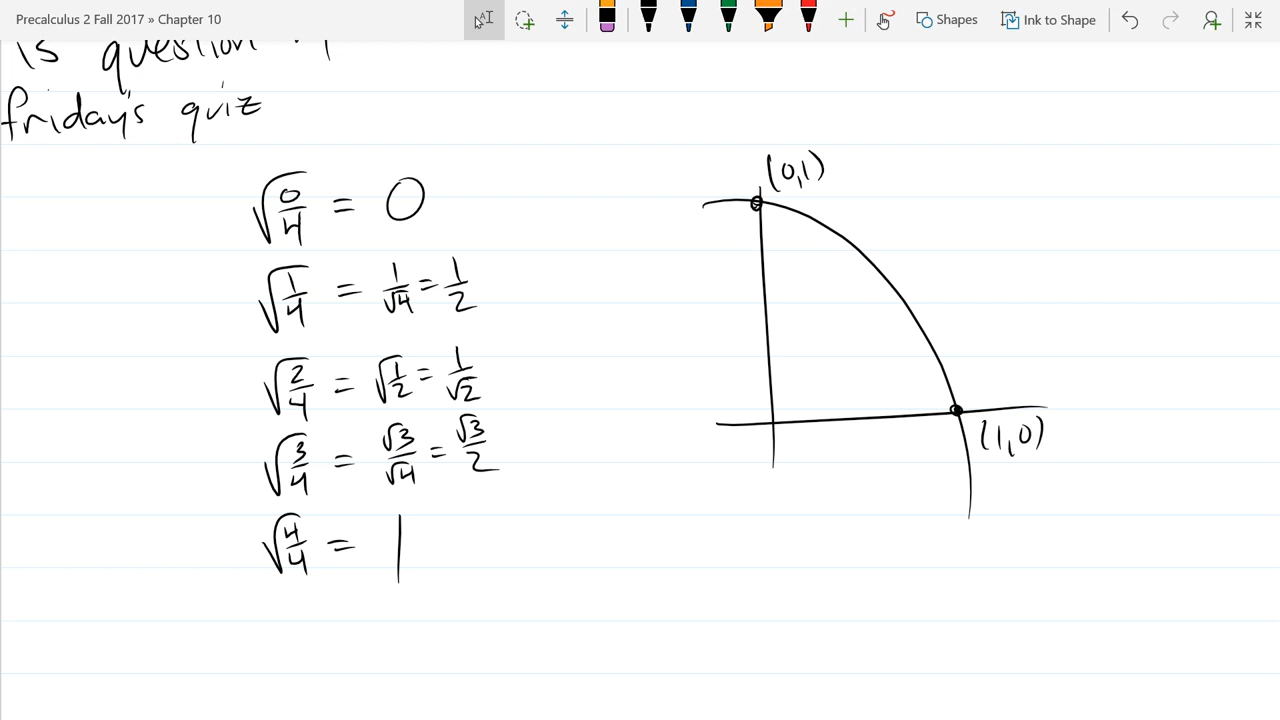 Precalculus 2 Fall 2017 » Chapter 10
Shapes
Ink to Shape
is question
friday's quiz
√(0/4) = 0
√(1/4) = 1/√4 = 1/2
√(2/4) = √(1/2) = 1/√2
√(3/4) = √3/√4 = √3/2
√(4/4) = 1
(0,1)
(1,0)